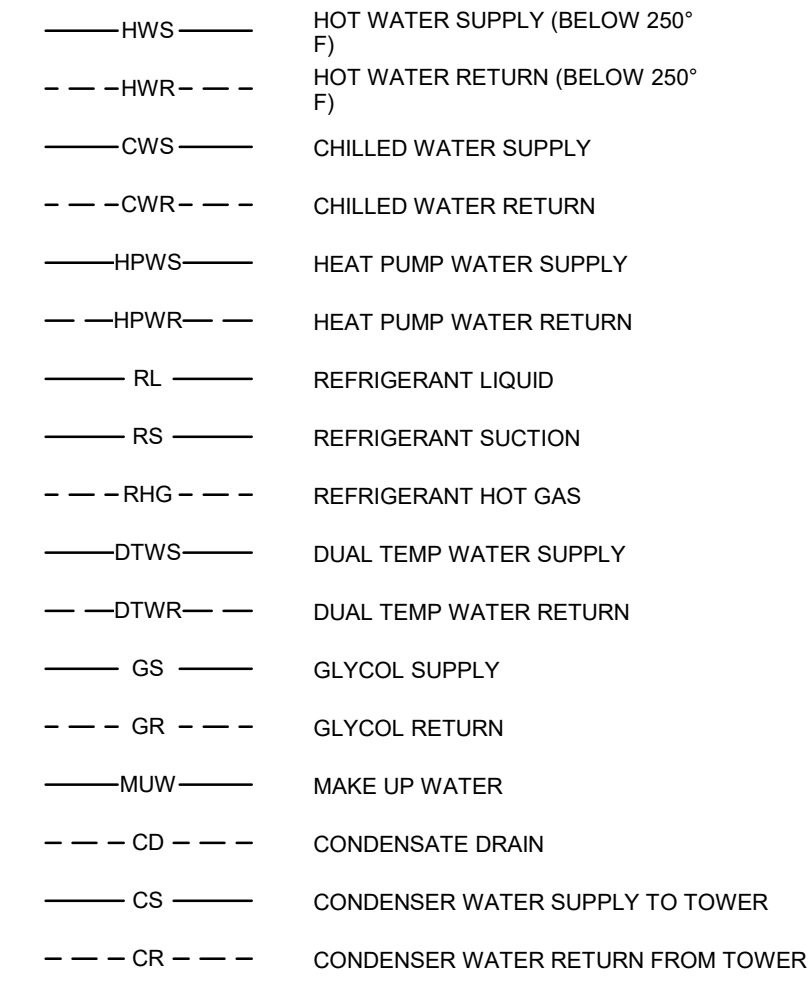 HWS HOT WATER SUPPLY (BELOW 250°
F)
HWR HOT WATER RETURN (BELOW 250°
F)
CWS CHILLED WATER SUPPLY
CWR CHILLED WATER RETURN
HPWS HEAT PUMP WATER SUPPLY
HPWR HEAT PUMP WATER RETURN
RL REFRIGERANT LIQUID
RS REFRIGERANT SUCTION
RHG REFRIGERANT HOT GAS
DTWS DUAL TEMP WATER SUPPLY
DTWR DUAL TEMP WATER RETURN
GS GLYCOL SUPPLY
GR GLYCOL RETURN
MUW MAKE UP WATER
CD CONDENSATE DRAIN
CS CONDENSER WATER SUPPLY TO TOWER
CR CONDENSER WATER RETURN FROM TOWER